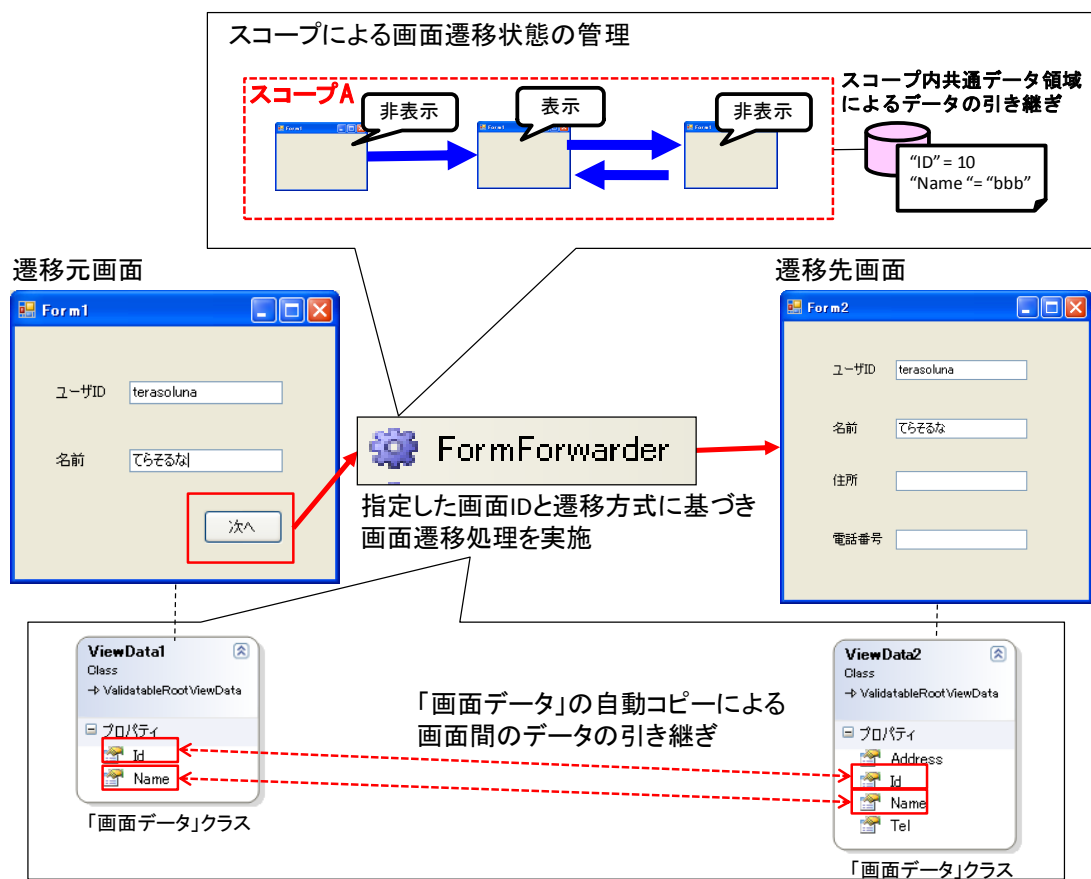 スコープによる画面遷移状態の管理
スコープA
非表示
表示
非表示
Form1
Form1
Form1
スコープ内共通データ領域
によるデータの引き継ぎ
“ID” = 10
“Name “= “bbb”
遷移元画面
Form1
ユーザID
terasoluna
名前
てらそるな
次へ
FormForwarder
指定した画面IDと遷移方式に基づき
画面遷移処理を実施
遷移先画面
Form2
ユーザID
terasoluna
名前
てらそるな
住所
電話番号
ViewData1
Class
ValidatableRootViewData
プロパティ
Id
Name
「画面データ」クラス
「画面データ」の自動コピーによる
画面間のデータの引き継ぎ
ViewData2
Class
ValidatableRootViewData
プロパティ
Address
Id
Name
Tel
「画面データ」クラス